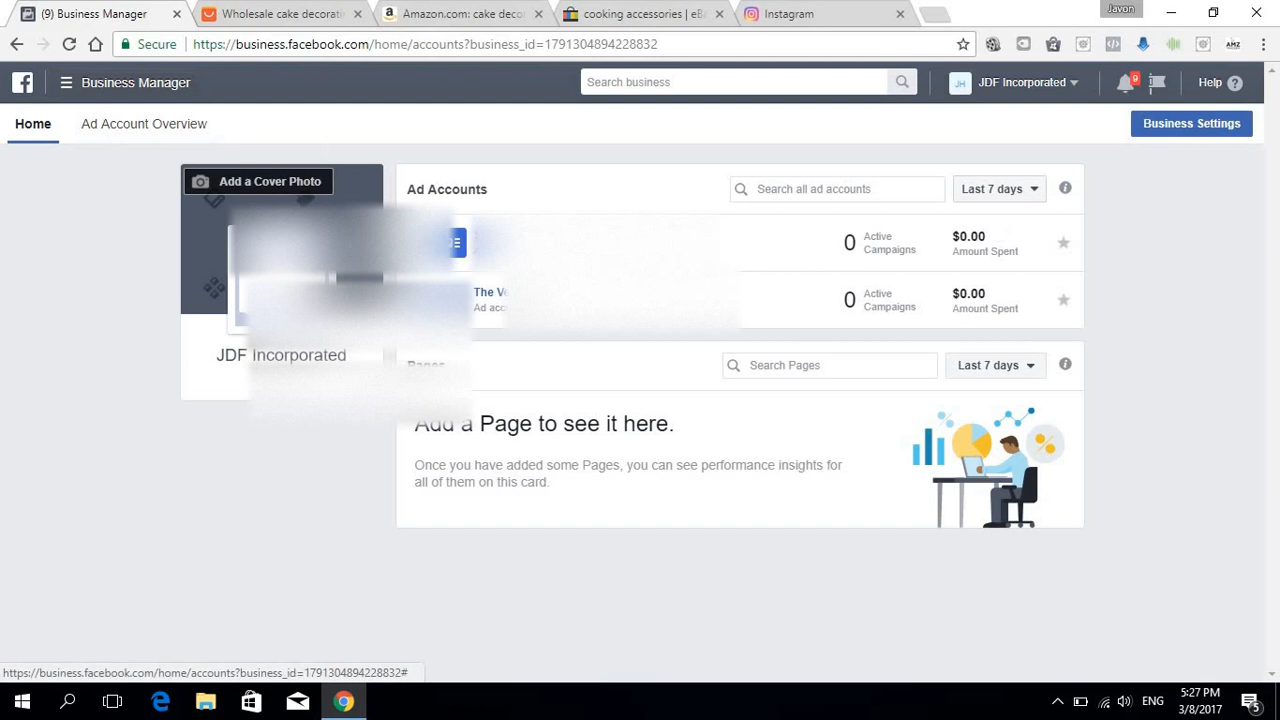 (9) Business Manager
Wholesale cake decoratin
Amazon.com: cake deco
cooking accessories | eB
Instagram
Javon
Secure
https://business.facebook.com/home/accounts?business_id=1791304894228832
AMZ
Business Manager
Search business
JH
JDF Incorporated
9
Help
Home
Ad Account Overview
Business Settings
Add a Cover Photo
JDF Incorporated
Ad Accounts
Search all ad accounts
Last 7 days
0
Active
Campaigns
$0.00
Amount Spent
The Ve
Ad acc
0
Active
Campaigns
$0.00
Amount Spent
Pages
Search Pages
Last 7 days
Add a Page to see it here.
Once you have added some Pages, you can see performance insights for
all of them on this card.
https://business.facebook.com/home/accounts?business_id=1791304894228832#
ENG
5:27 PM
3/8/2017
5